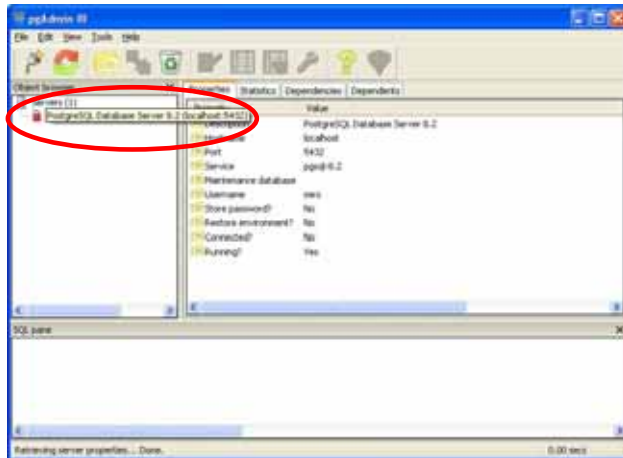 pgAdmin III
File Edit View Tools Help
Object browser
Properties Statistics Dependencies Dependents
Servers (1)
PostgreSQL Database Server 8.2 (localhost:5432)
Property Value
Description PostgreSQL Database Server 8.2
Hostname localhost
Port 5432
Service pgsql-8.2
Maintenance database
Username
Store password? No
Restore environment? No
Connected? No
Running? Yes
SQL pane
Retrieving server properties... Done. 0.00 secs